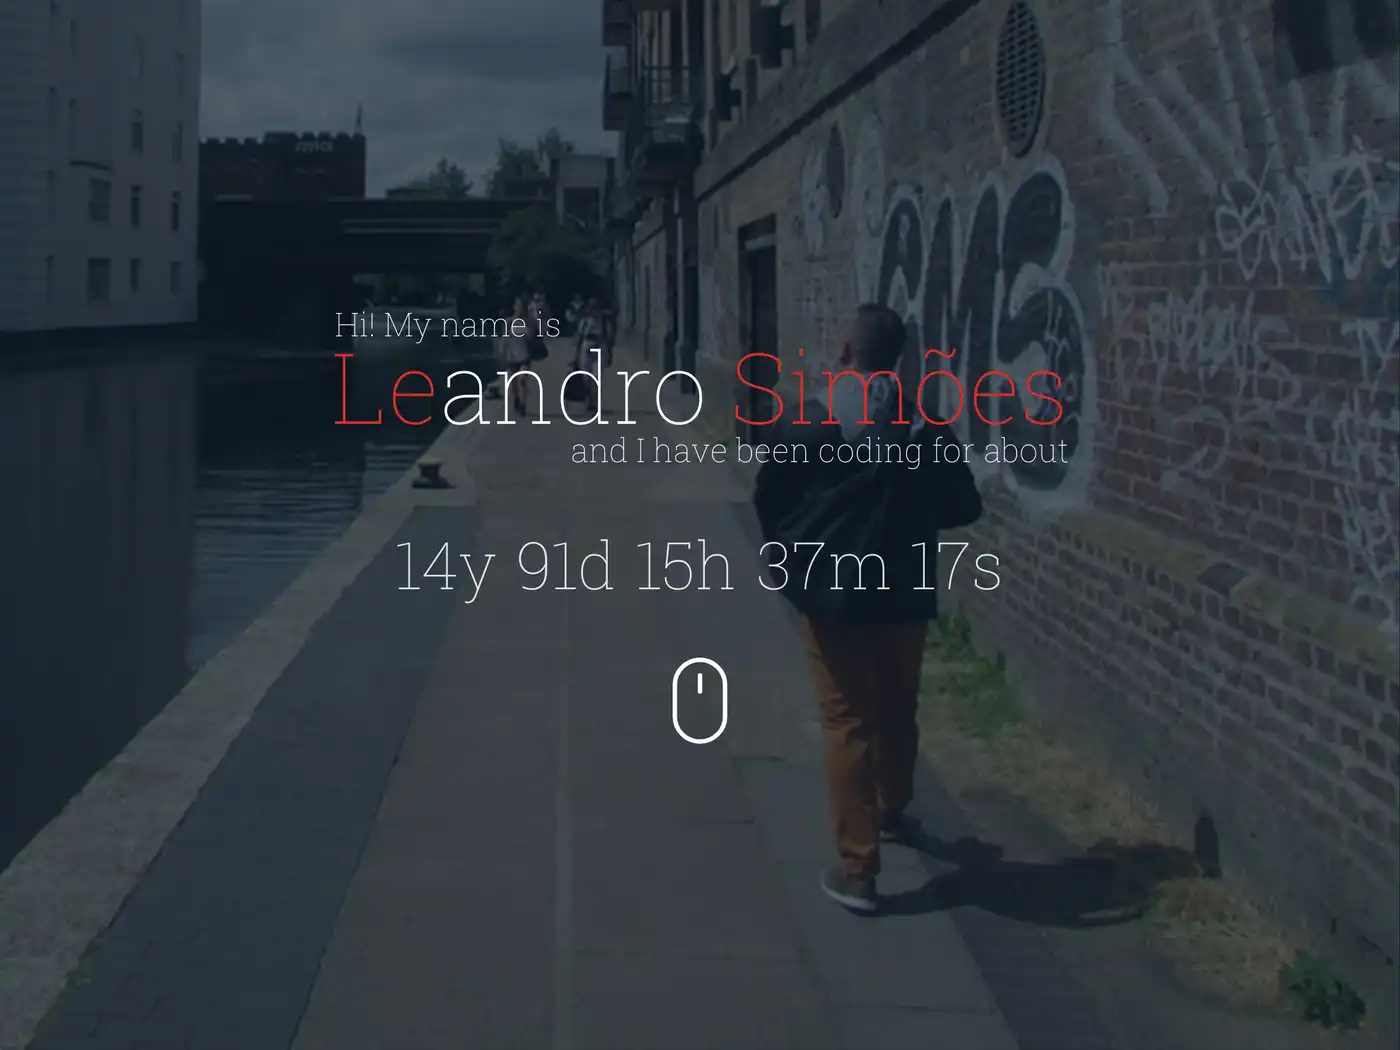 Hi! My name is
Leandro Simões
and I have been coding for about
14y 91d 15h 37m 17s